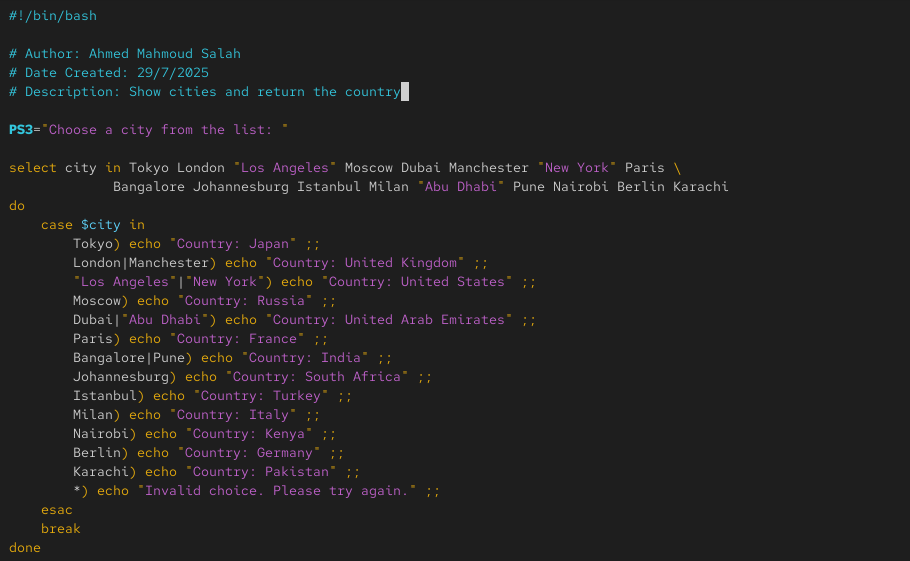 #!/bin/bash
# Author: Ahmed Mahmoud Salah
# Date Created: 29/7/2025
# Description: Show cities and return the country
PS3="Choose a city from the list: "
select city in Tokyo London "Los Angeles" Moscow Dubai Manchester "New York" Paris \
             Bangalore Johannesburg Istanbul Milan "Abu Dhabi" Pune Nairobi Berlin Karachi
do
    case $city in
        Tokyo) echo "Country: Japan" ;;
        London|Manchester) echo "Country: United Kingdom" ;;
        "Los Angeles"|"New York") echo "Country: United States" ;;
        Moscow) echo "Country: Russia" ;;
        Dubai|"Abu Dhabi") echo "Country: United Arab Emirates" ;;
        Paris) echo "Country: France" ;;
        Bangalore|Pune) echo "Country: India" ;;
        Johannesburg) echo "Country: South Africa" ;;
        Istanbul) echo "Country: Turkey" ;;
        Milan) echo "Country: Italy" ;;
        Nairobi) echo "Country: Kenya" ;;
        Berlin) echo "Country: Germany" ;;
        Karachi) echo "Country: Pakistan" ;;
        *) echo "Invalid choice. Please try again." ;;
    esac
    break
done